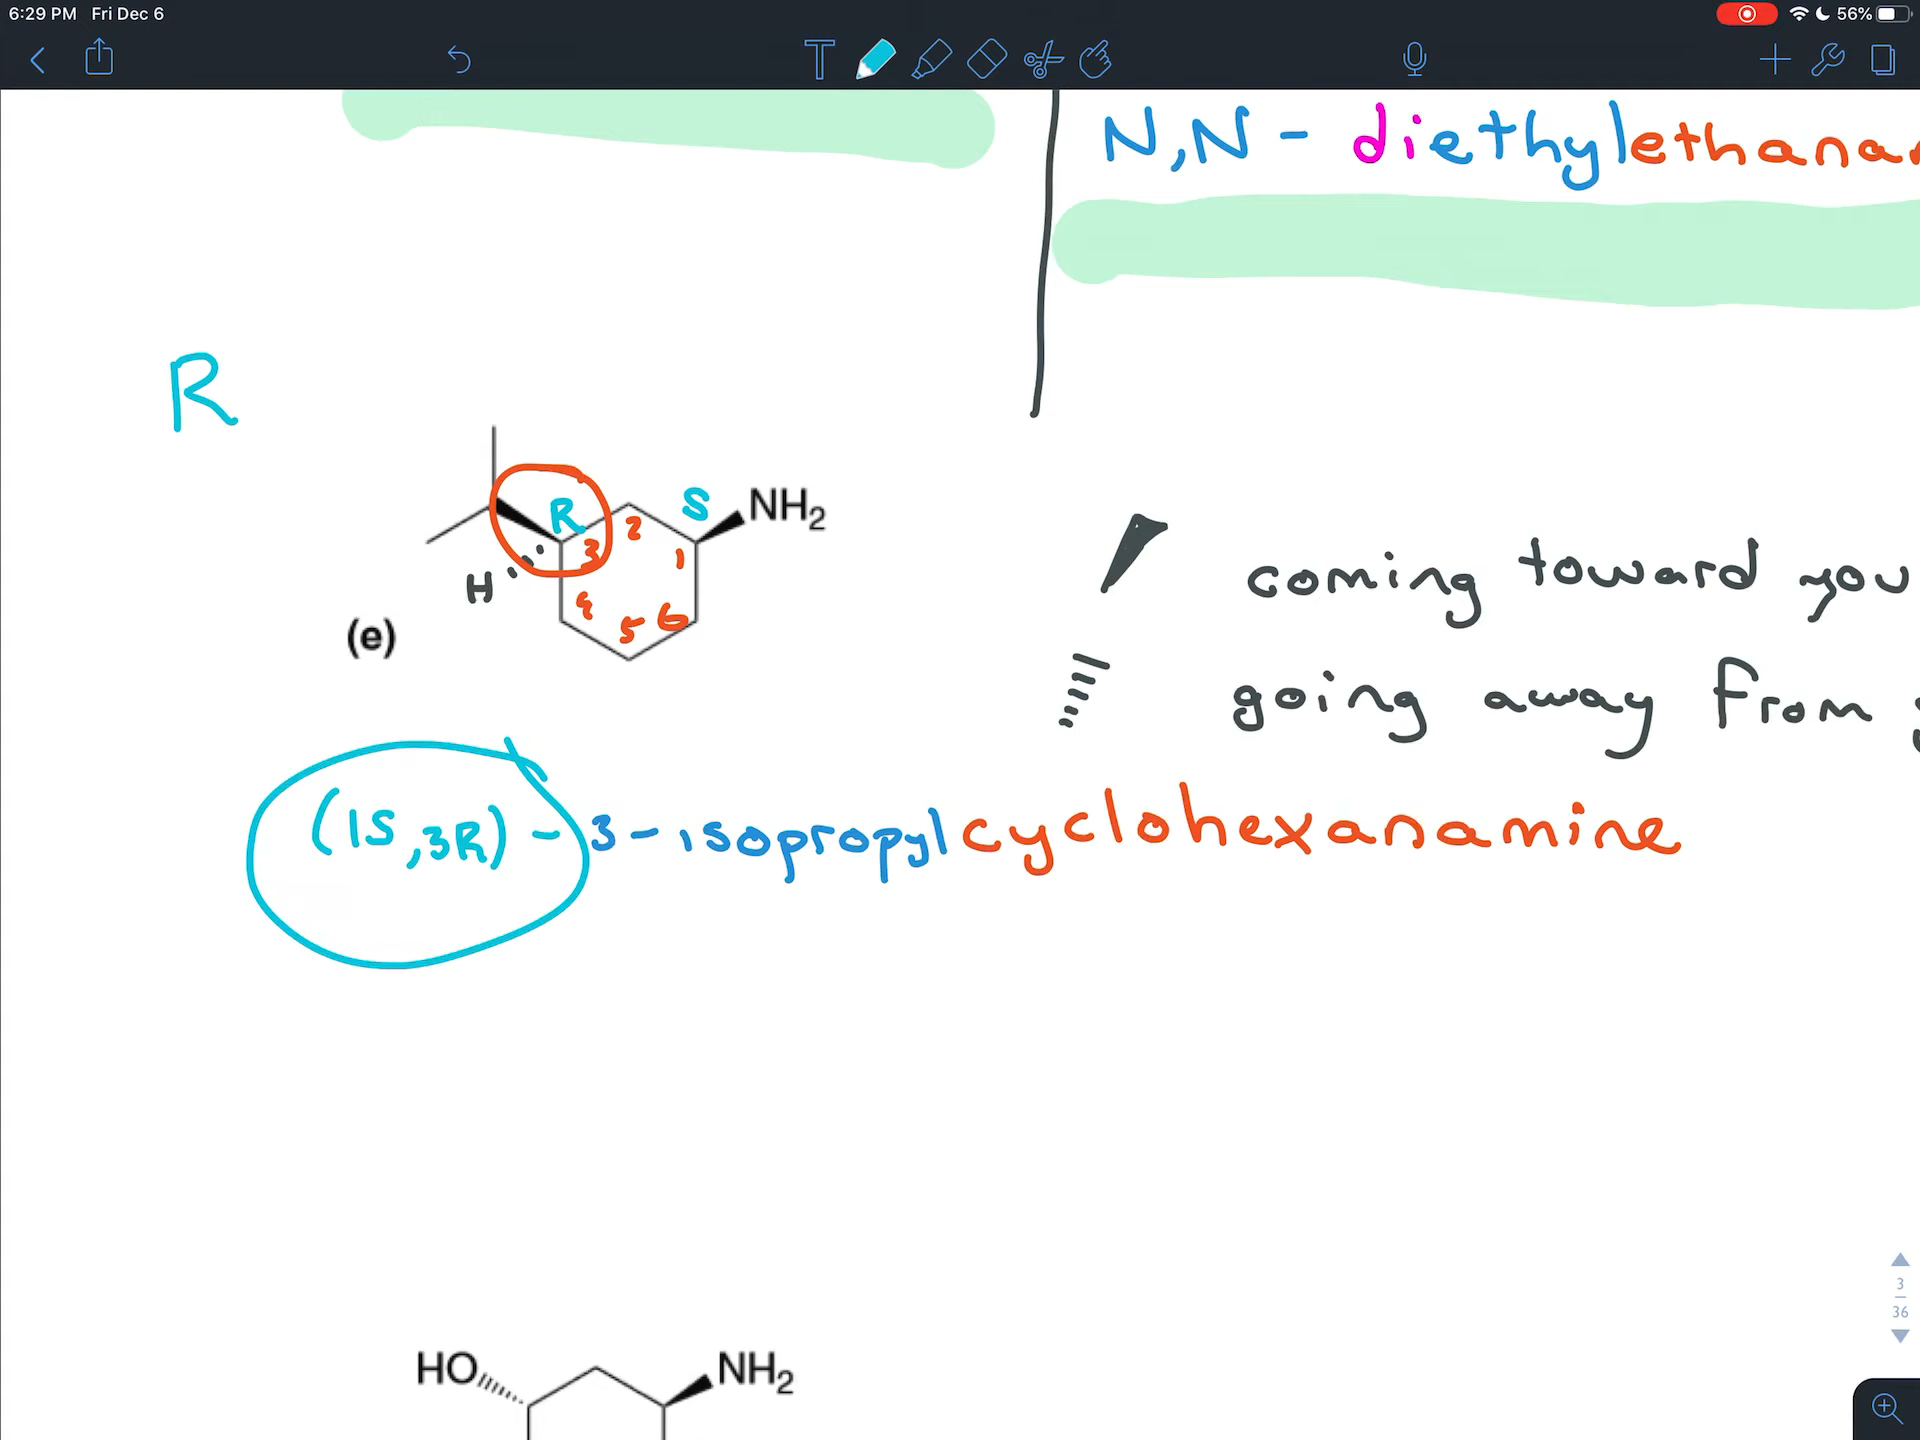 6:29 PM Fri Dec 6
56%
N,N - diethylethana
R
R
S
NH2
2
3
1
H
4
6
5
(e)
coming toward you
going away from
(1S,3R) - 3 - isopropylcyclohexanamine
3
36
HO
NH2